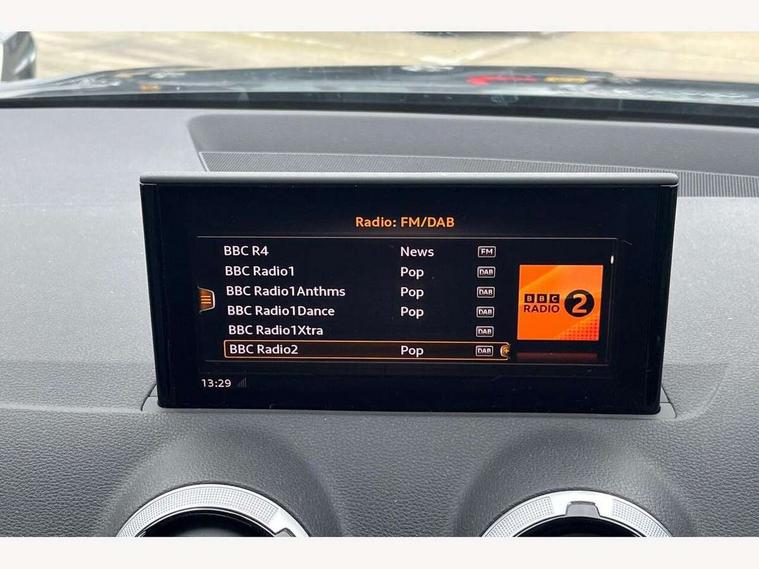 Radio: FM/DAB
BBC R4 News FM
BBC Radio1 Pop DAB
BBC Radio1Anthms Pop DAB
BBC Radio1Dance Pop DAB
BBC Radio1Xtra DAB
BBC Radio2 Pop DAB
BBC
RADIO 2
13:29